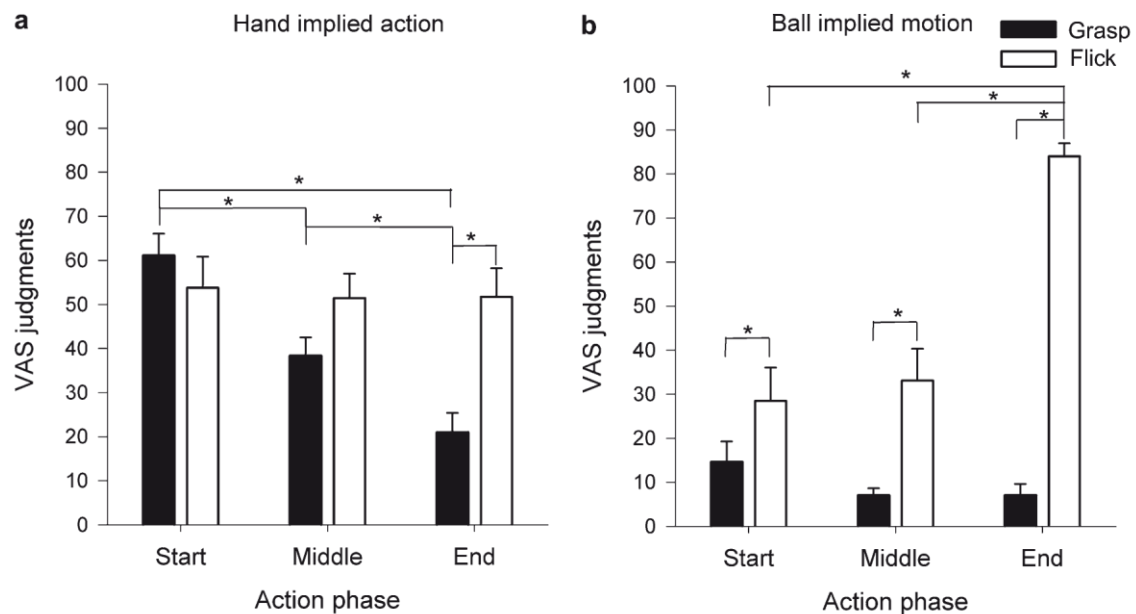 a
Hand implied action
100
90
80
70
60
50
40
30
20
10
0
VAS judgments
*
*
*
*
Start Middle End
Action phase
b
Ball implied motion
Grasp
Flick
100
90
80
70
60
50
40
30
20
10
0
VAS judgments
*
*
*
*
*
Start Middle End
Action phase